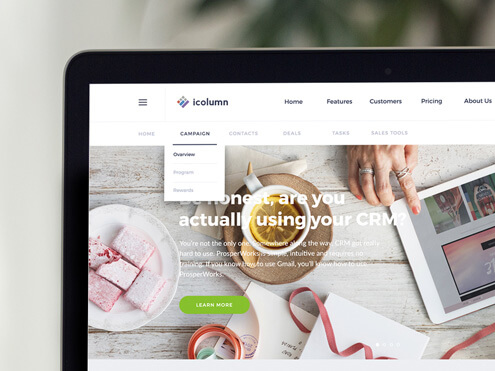 icolumn
Home Features Customers Pricing About Us
HOME CAMPAIGN CONTACTS DEALS TASKS SALES TOOLS
Overview
Program
Rewards
Be honest, are you
actually using your CRM?
You're not the only one. Somewhere along the way, CRM got really
hard to use. ProsperWorks is simple, intuitive and requires no
training. If you know how to use Gmail, you'll know how to use
ProsperWorks.
LEARN MORE